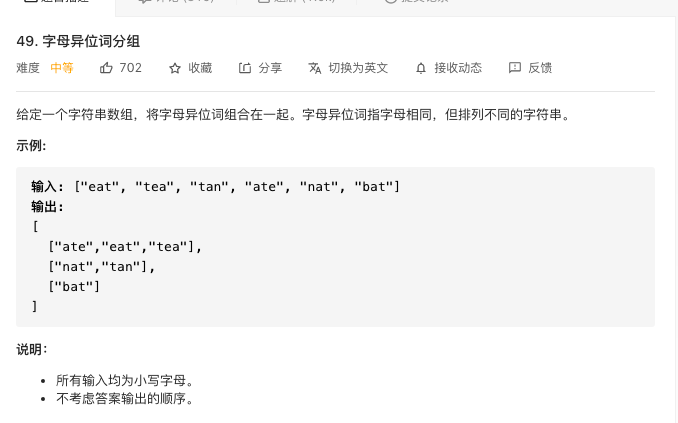 49. 字母异位词分组
难度 中等 702 收藏 分享 切换为英文 接收动态 反馈
给定一个字符串数组，将字母异位词组合在一起。字母异位词指字母相同，但排列不同的字符串。
示例:
输入: ["eat", "tea", "tan", "ate", "nat", "bat"]
输出:
[
["ate","eat","tea"],
["nat","tan"],
["bat"]
]
说明：
• 所有输入均为小写字母。
• 不考虑答案输出的顺序。